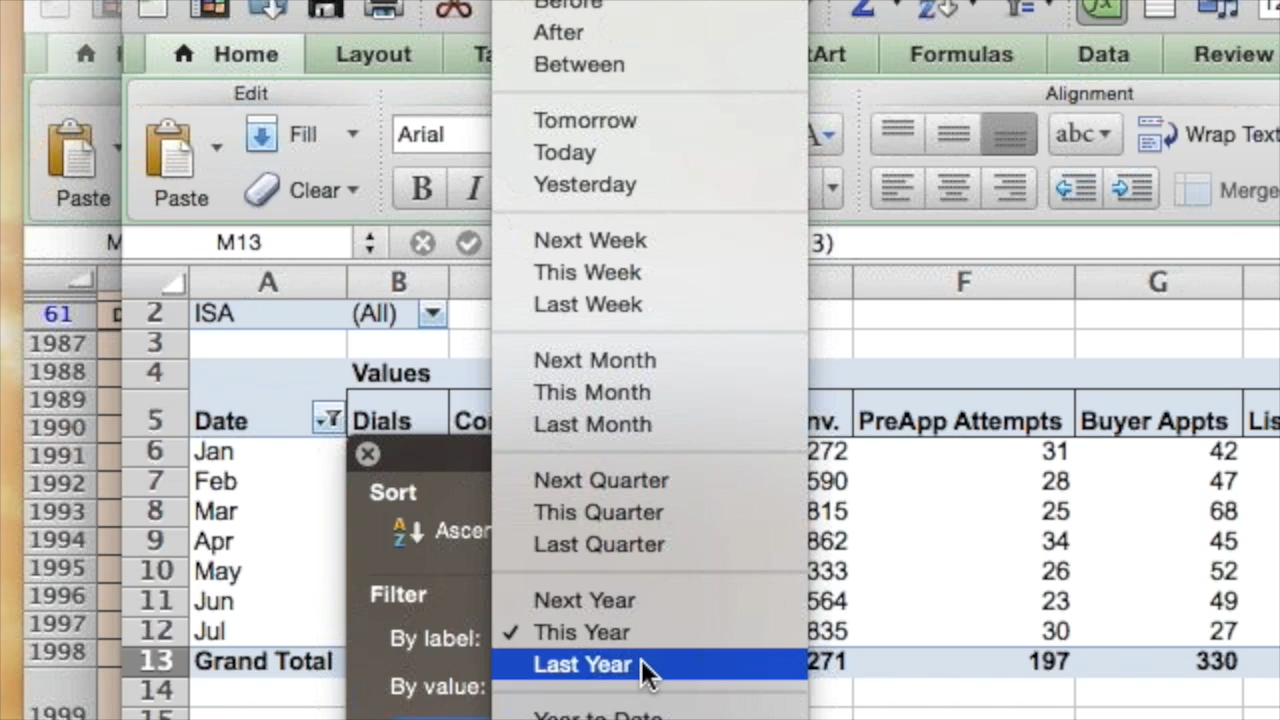 Before
After
Between
Tomorrow
Today
Yesterday
Next Week
This Week
Last Week
Next Month
This Month
Last Month
Next Quarter
This Quarter
Last Quarter
Next Year
✓ This Year
Last Year
Year to Date
Home Layout Formulas Data Review
Edit Alignment
Paste Paste Fill Arial abc Wrap Text
Clear B I Merge
M M13 3)
A B F G
61 2 ISA (All)
1987 3
1988 4 Values
1989
1990 5 Date Dials nv. PreApp Attempts Buyer Appts
1991 6 Jan 272 31 42
1992 7 Feb 590 28 47
1993 8 Mar 815 25 68
1994 9 Apr 862 34 45
1995 10 May 333 26 52
1996 11 Jun 564 23 49
1997 12 Jul 835 30 27
1998 13 Grand Total 271 197 330
14
1999 15
Sort
A Z Ascen
Filter
By label:
By value: